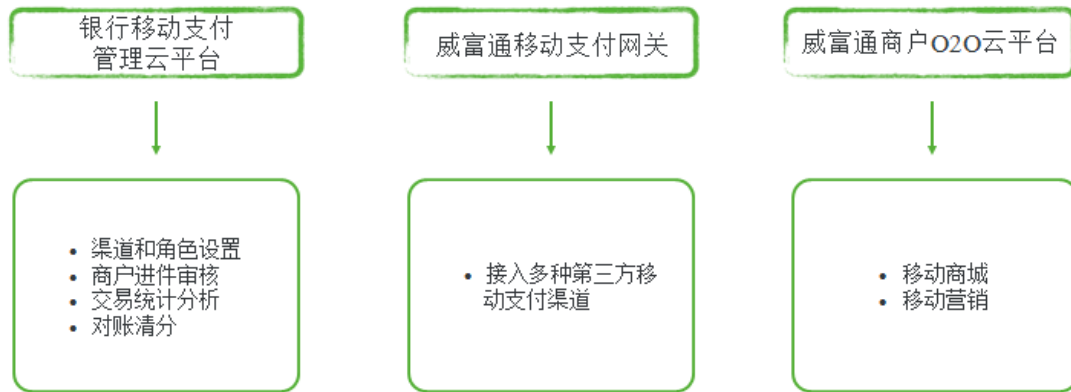 银行移动支付
管理云平台
威富通移动支付网关
威富通商户O2O云平台
• 渠道和角色设置
• 商户进件审核
• 交易统计分析
• 对账清分
• 接入多种第三方移
动支付渠道
• 移动商城
• 移动营销